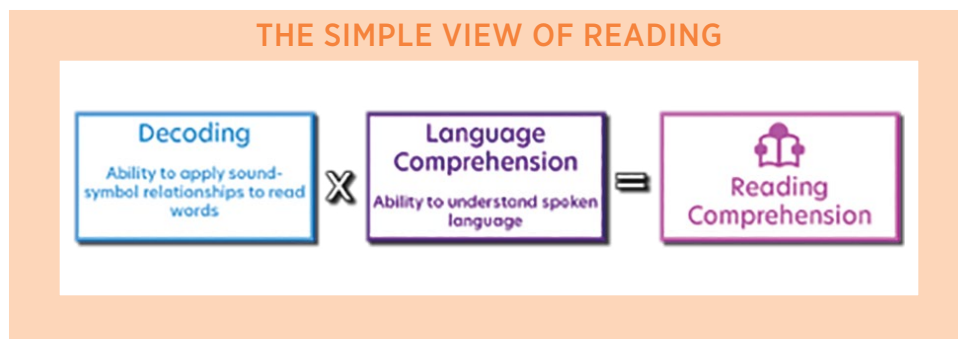 THE SIMPLE VIEW OF READING
Decoding
Ability to apply sound-
symbol relationships to read
words
X
Language
Comprehension
Ability to understand spoken
language
=
Reading
Comprehension